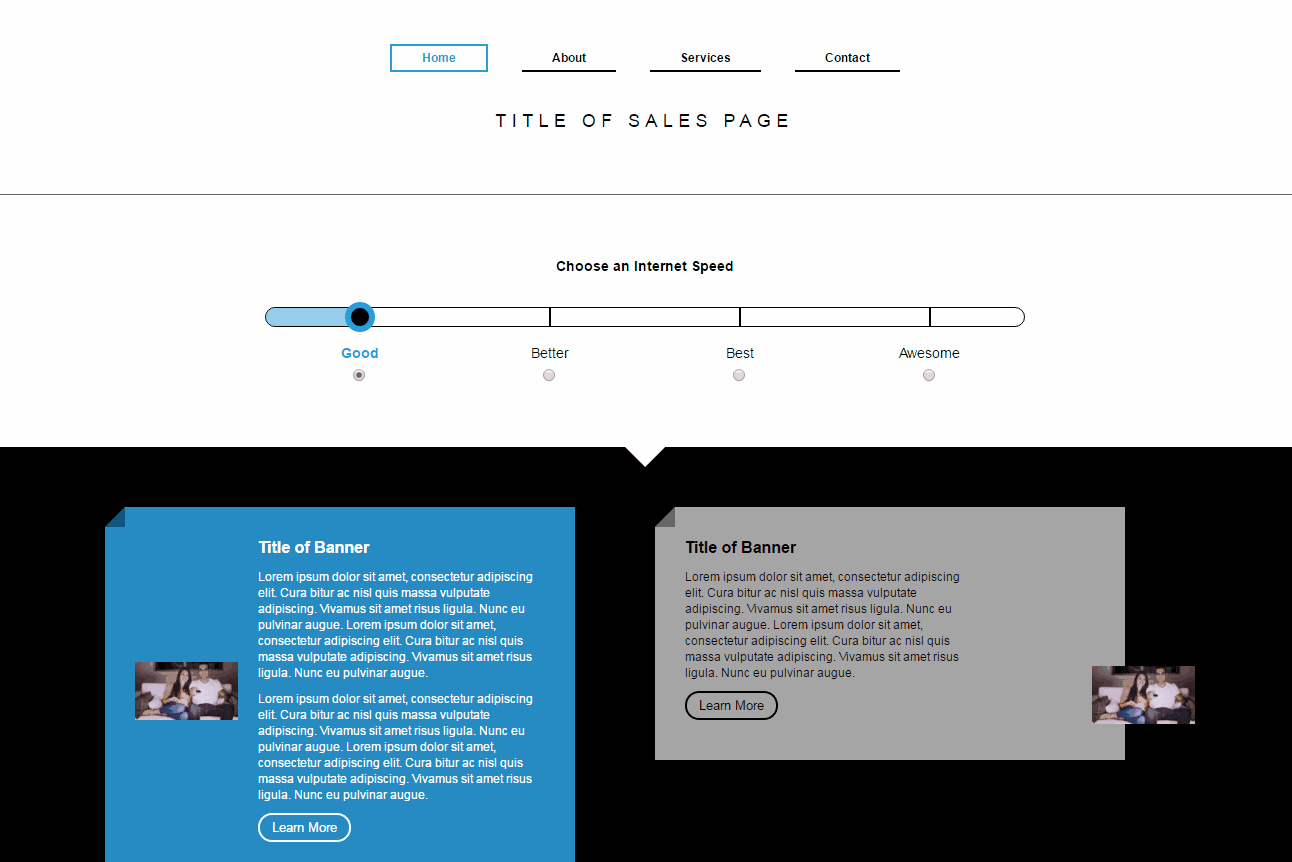 Home
About
Services
Contact
TITLE OF SALES PAGE
Choose an Internet Speed
Good
Better
Best
Awesome
Title of Banner
Lorem ipsum dolor sit amet, consectetur adipiscing
elit. Cura bitur ac nisl quis massa vulputate
adipiscing. Vivamus sit amet risus ligula. Nunc eu
pulvinar augue. Lorem ipsum dolor sit amet,
consectetur adipiscing elit. Cura bitur ac nisl quis
massa vulputate adipiscing. Vivamus sit amet risus
ligula. Nunc eu pulvinar augue.
Lorem ipsum dolor sit amet, consectetur adipiscing
elit. Cura bitur ac nisl quis massa vulputate
adipiscing. Vivamus sit amet risus ligula. Nunc eu
pulvinar augue. Lorem ipsum dolor sit amet,
consectetur adipiscing elit. Cura bitur ac nisl quis
massa vulputate adipiscing. Vivamus sit amet risus
ligula. Nunc eu pulvinar augue.
Learn More
Title of Banner
Lorem ipsum dolor sit amet, consectetur adipiscing
elit. Cura bitur ac nisl quis massa vulputate
adipiscing. Vivamus sit amet risus ligula. Nunc eu
pulvinar augue. Lorem ipsum dolor sit amet,
consectetur adipiscing elit. Cura bitur ac nisl quis
massa vulputate adipiscing. Vivamus sit amet risus
ligula. Nunc eu pulvinar augue.
Learn More